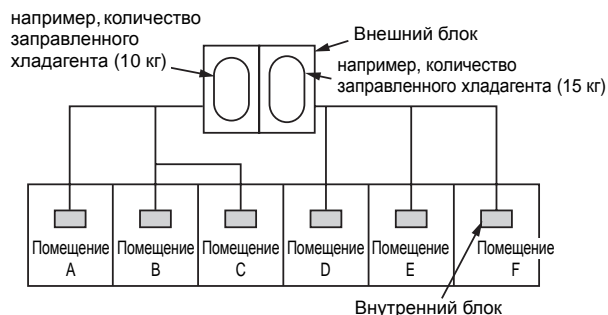 например, количество
заправленного
хладагента (10 кг)
Внешний блок
например, количество
заправленного хладагента (15 кг)
Помещение Помещение Помещение Помещение Помещение Помещение
A B C D E F
Внутренний блок